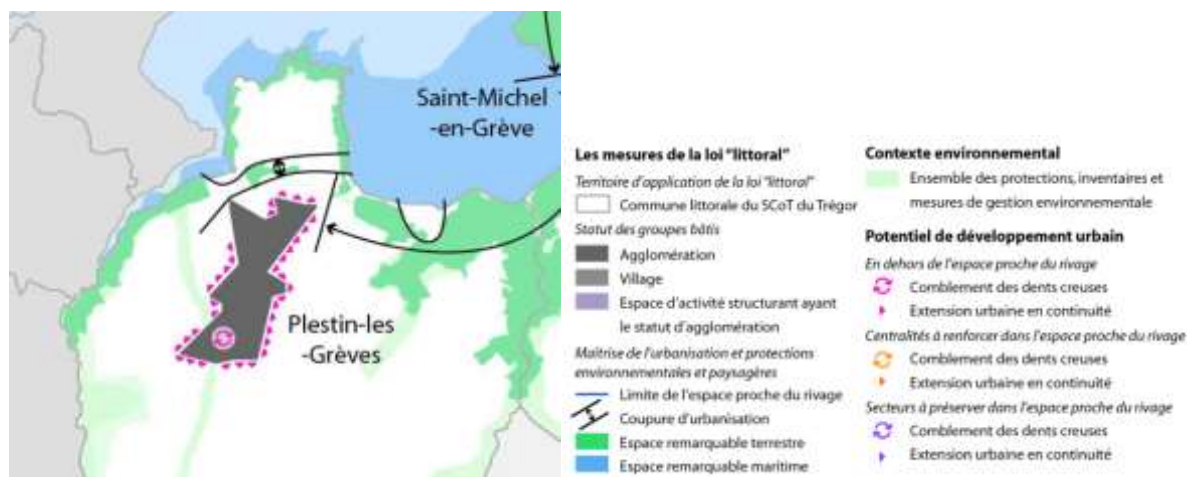 Saint-Michel
-en-Grève
Plestin-les
-Grèves
Les mesures de la loi "littoral"
Territoire d'application de la loi "littoral"
Commune littorale du SCoT du Trégor
Statut des groupes bâtis
Agglomération
Village
Espace d'activité structurant ayant
le statut d'agglomération
Maîtrise de l'urbanisation et protections
environnementales et paysagères
Limite de l'espace proche du rivage
Coupure d'urbanisation
Espace remarquable terrestre
Espace remarquable maritime
Contexte environnemental
Ensemble des protections, inventaires et
mesures de gestion environnementale
Potentiel de développement urbain
En dehors de l'espace proche du rivage
Comblement des dents creuses
Extension urbaine en continuité
Centralités à renforcer dans l'espace proche du rivage
Comblement des dents creuses
Extension urbaine en continuité
Secteurs à préserver dans l'espace proche du rivage
Comblement des dents creuses
Extension urbaine en continuité